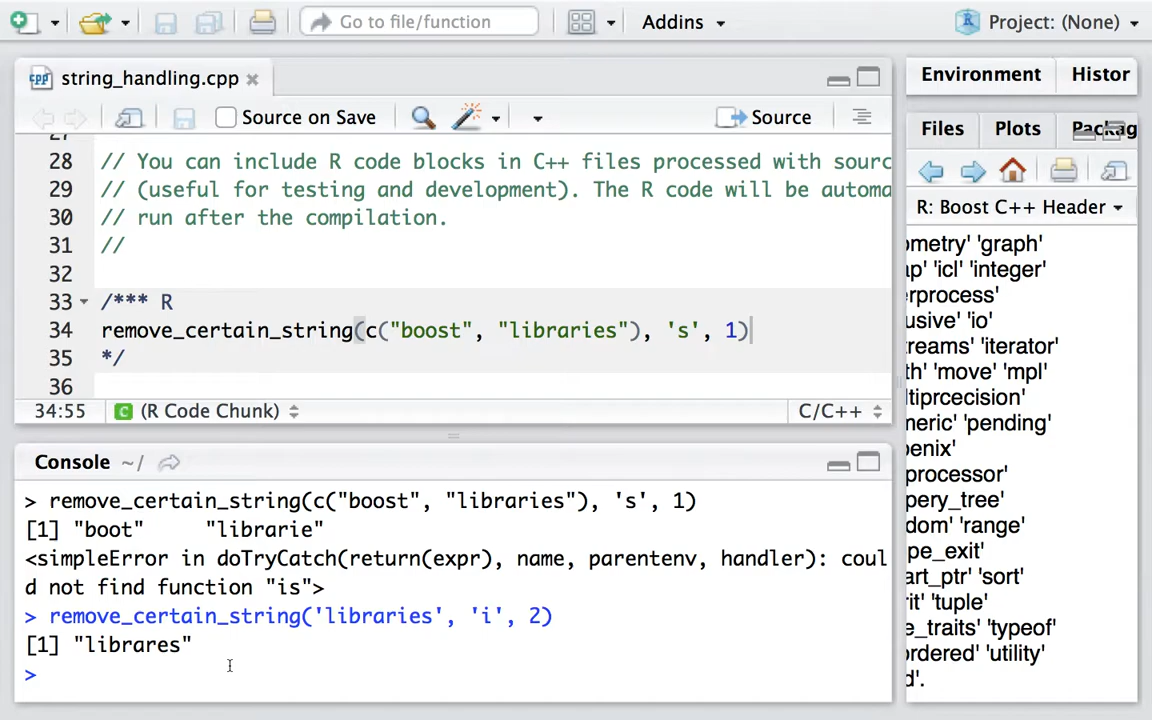 Go to file/function
Addins
Project: (None)
string_handling.cpp
Source on Save
Source
27
28 // You can include R code blocks in C++ files processed with sourc
29 // (useful for testing and development). The R code will be automa
30 // run after the compilation.
31 //
32
33 /*** R
34 remove_certain_string(c("boost", "libraries"), 's', 1)
35 */
36
34:55 (R Code Chunk) C/C++
Console ~/
> remove_certain_string(c("boost", "libraries"), 's', 1)
[1] "boot"     "librarie"
<simpleError in doTryCatch(return(expr), name, parentenv, handler): coul
d not find function "is">
> remove_certain_string('libraries', 'i', 2)
[1] "librares"
>
Environment Histor
Files Plots Packag
R: Boost C++ Header
ometry' 'graph'
ap' 'icl' 'integer'
erprocess'
usive' 'io'
treams' 'iterator'
th' 'move' 'mpl'
ltiprcecision'
meric' 'pending'
oenix'
processor'
pery_tree'
dom' 'range'
pe_exit'
art_ptr' 'sort'
rit' 'tuple'
e_traits' 'typeof'
ordered' 'utility'
d'.